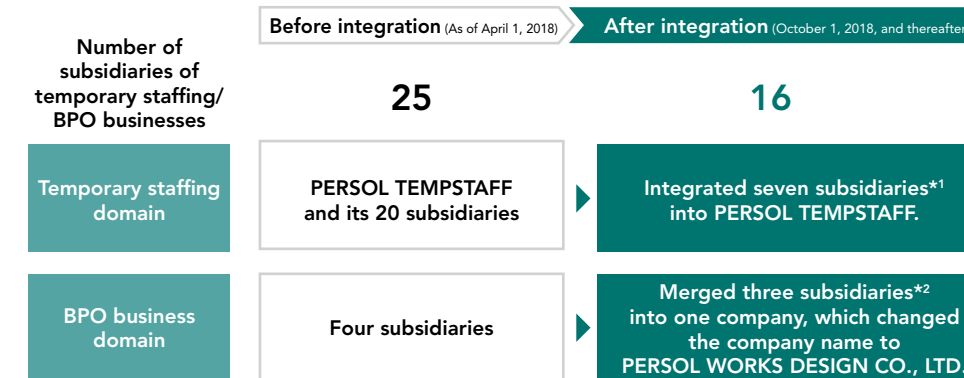 Before integration (As of April 1, 2018)
After integration (October 1, 2018, and thereafter
Number of
subsidiaries of
temporary staffing/
BPO businesses
25
16
Temporary staffing
domain
PERSOL TEMPSTAFF
and its 20 subsidiaries
Integrated seven subsidiaries*1
into PERSOL TEMPSTAFF.
BPO business
domain
Four subsidiaries
Merged three subsidiaries*2
into one company, which changed
the company name to
PERSOL WORKS DESIGN CO., LTD.